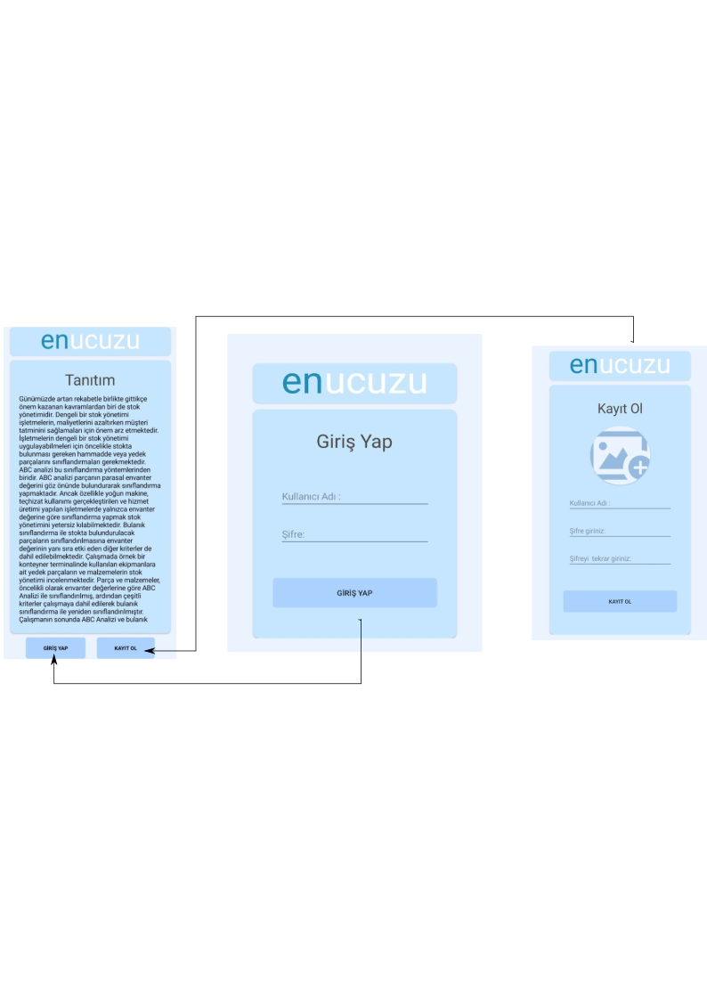 enucuzu
Tanıtım
Günümüzde artan rekabetle birlikte gittikçe
önem kazanan kavramlardan biri de stok
yönetimidir. Dengeli bir stok yönetimi
işletmelerin, maliyetlerini azaltırken müşteri
tatminini sağlamaları için önem arz etmektedir.
İşletmelerin dengeli bir stok yönetimi
uygulayabilmeleri için öncelikle stokta
bulunması gereken hammadde veya yedek
parçalarını sınıflandırmaları gerekmektedir.
ABC analizi bu sınıflandırma yöntemlerinden
biridir. ABC analizi parçanın parasal envanter
değerini göz önünde bulundurarak sınıflandırma
yapmaktadır. Ancak özellikle yoğun makine,
teçhizat kullanımı gerçekleştirilen ve hizmet
üretimi yapılan işletmelerde yalnızca envanter
değerine göre sınıflandırma yapmak stok
yönetimini yetersiz kılabilmektedir. Bulanık
sınıflandırma ile stokta bulundurulacak
parçaların sınıflandırılmasına envanter
değerinin yanı sıra etki eden diğer kriterler de
dahil edilebilmektedir. Çalışmada örnek bir
konteyner terminalinde kullanılan ekipmanlara
ait yedek parçaların ve malzemelerin stok
yönetimi incelenmektedir. Parça ve malzemeler,
öncelikli olarak envanter değerlerine göre ABC
Analizi ile sınıflandırılmış, ardından çeşitli
kriterler çalışmaya dahil edilerek bulanık
sınıflandırma ile yeniden sınıflandırılmıştır.
Çalışmanın sonunda ABC Analizi ve bulanık
GİRİŞ YAP
KAYIT OL
enucuzu
Giriş Yap
Kullanıcı Adı :
Şifre:
GİRİŞ YAP
enucuzu
Kayıt Ol
Kullanıcı Adı :
Şifre giriniz:
Şifreyi tekrar giriniz:
KAYIT OL